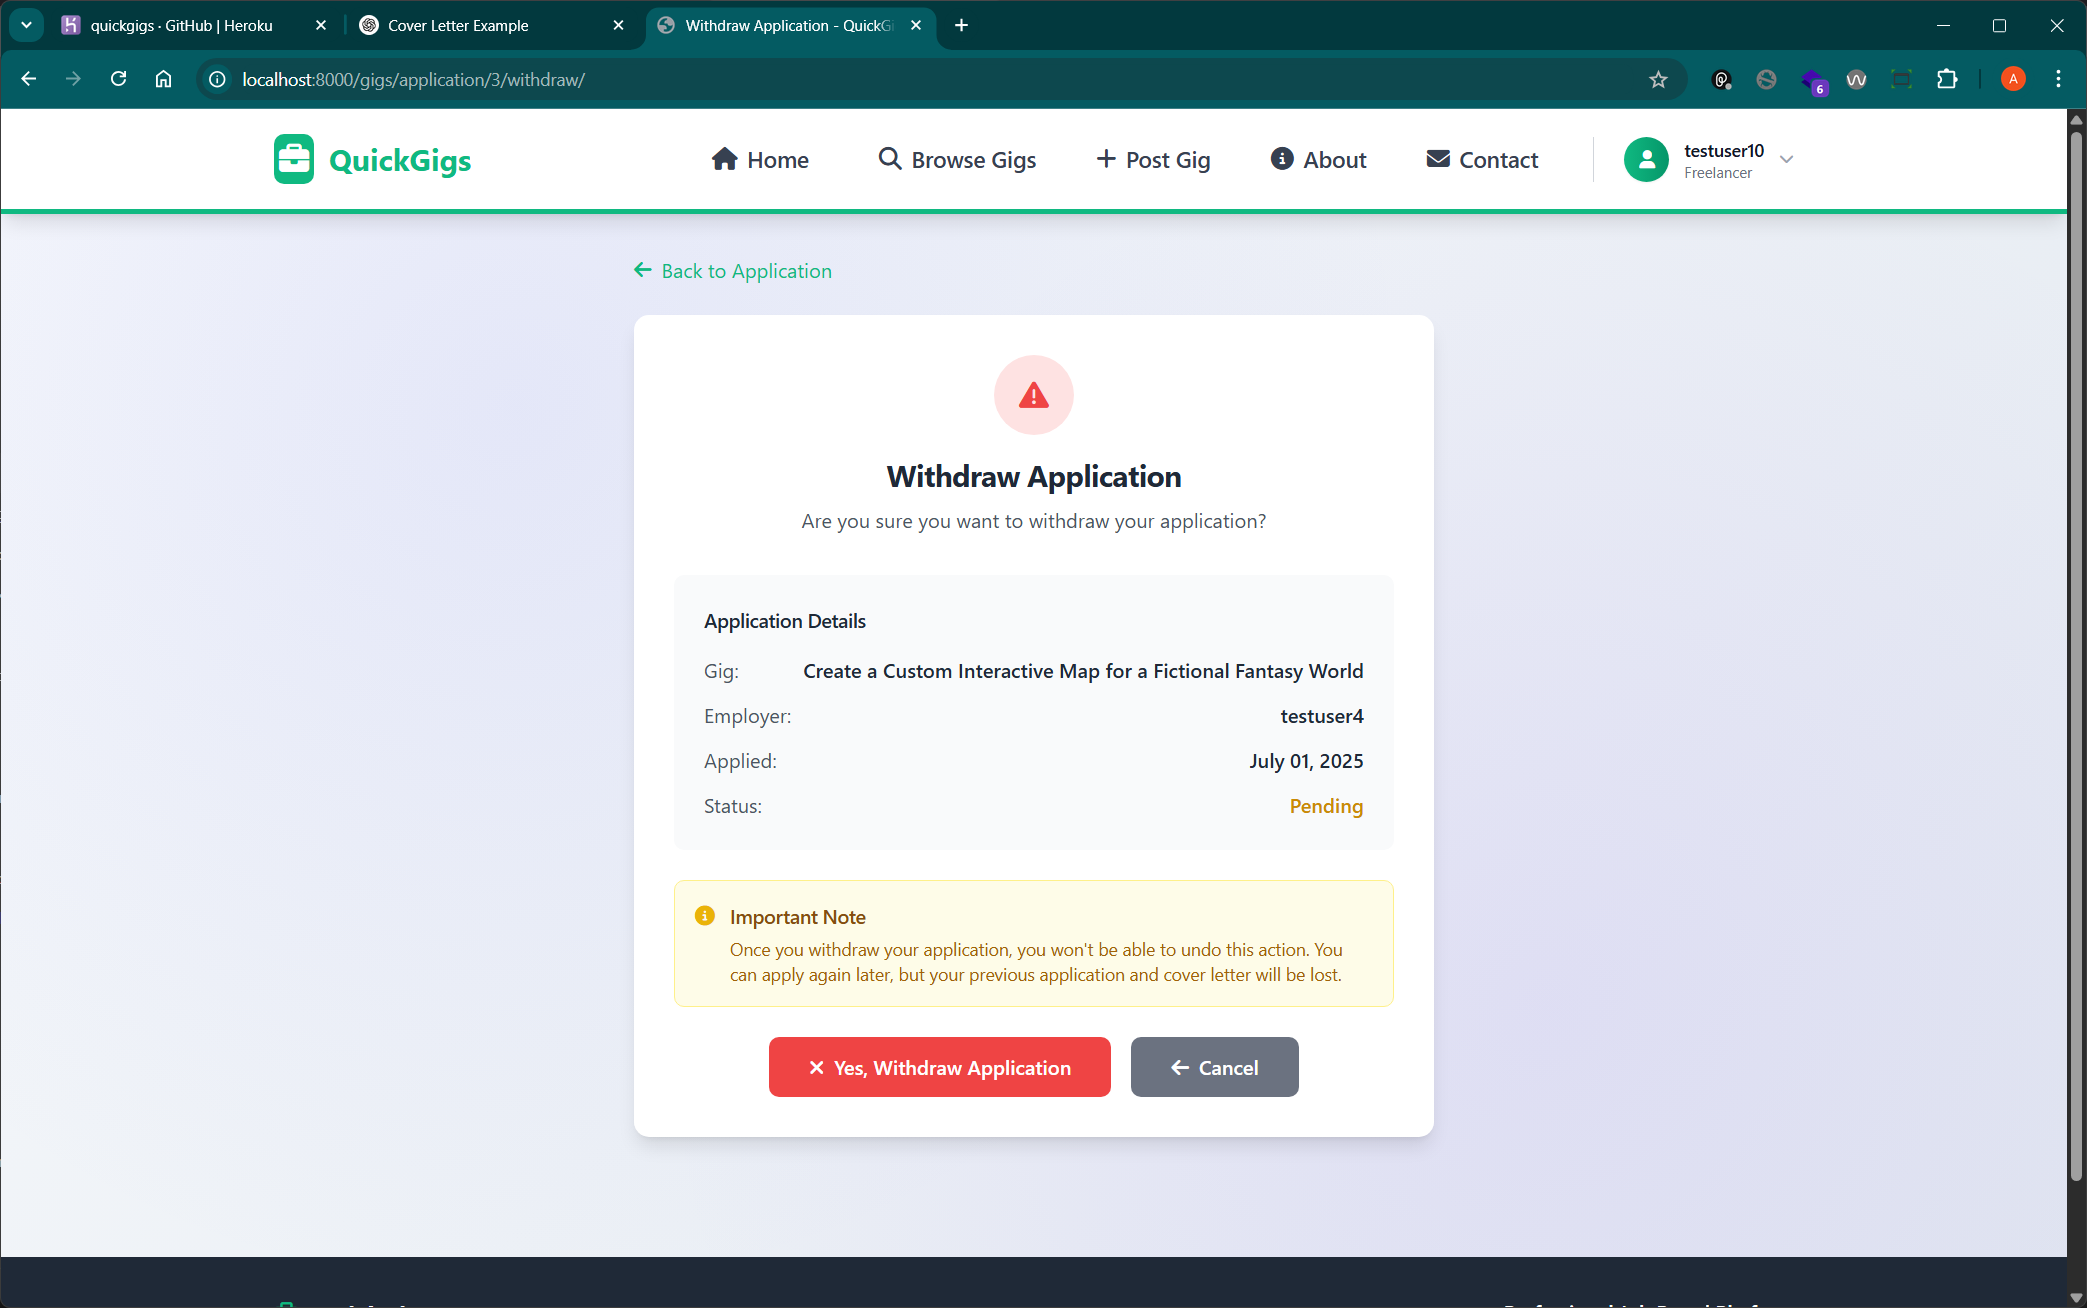 quickgigs · GitHub | Heroku
Cover Letter Example
Withdraw Application - QuickGi
localhost:8000/gigs/application/3/withdraw/
6
A
QuickGigs
Home
Browse Gigs
Post Gig
About
Contact
testuser10
Freelancer
Back to Application
Withdraw Application
Are you sure you want to withdraw your application?
Application Details
Gig: Create a Custom Interactive Map for a Fictional Fantasy World
Employer: testuser4
Applied: July 01, 2025
Status: Pending
Important Note
Once you withdraw your application, you won't be able to undo this action. You
can apply again later, but your previous application and cover letter will be lost.
Yes, Withdraw Application
Cancel